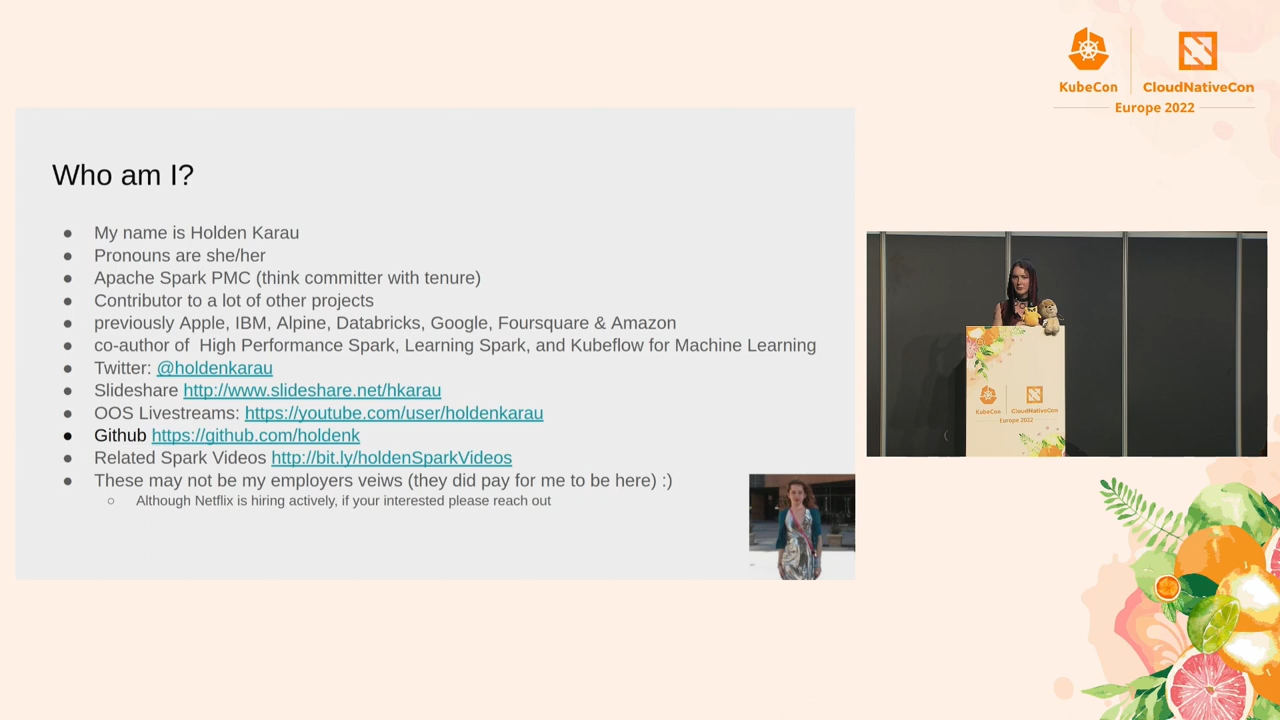 KubeCon
CloudNativeCon
Europe 2022
Who am I?
● My name is Holden Karau
● Pronouns are she/her
● Apache Spark PMC (think committer with tenure)
● Contributor to a lot of other projects
● previously Apple, IBM, Alpine, Databricks, Google, Foursquare & Amazon
● co-author of High Performance Spark, Learning Spark, and Kubeflow for Machine Learning
● Twitter: @holdenkarau
● Slideshare http://www.slideshare.net/hkarau
● OOS Livestreams: https://youtube.com/user/holdenkarau
● Github https://github.com/holdenk
● Related Spark Videos http://bit.ly/holdenSparkVideos
● These may not be my employers veiws (they did pay for me to be here) :)
○ Although Netflix is hiring actively, if your interested please reach out
KubeCon
CloudNativeCon
Europe 2022